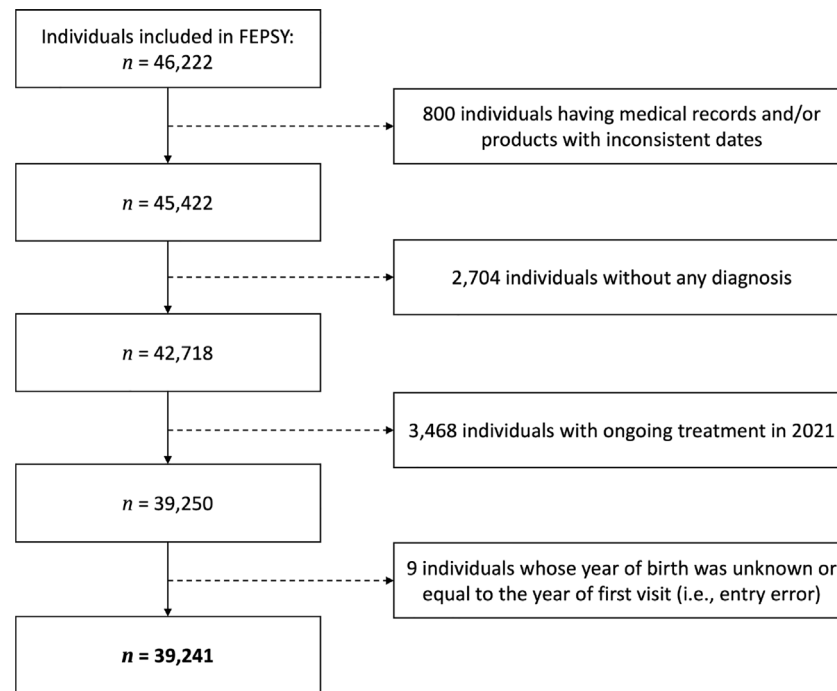 Individuals included in FEPSY:
n = 46,222
800 individuals having medical records and/or
products with inconsistent dates
n = 45,422
2,704 individuals without any diagnosis
n = 42,718
3,468 individuals with ongoing treatment in 2021
n = 39,250
9 individuals whose year of birth was unknown or
equal to the year of first visit (i.e., entry error)
n = 39,241